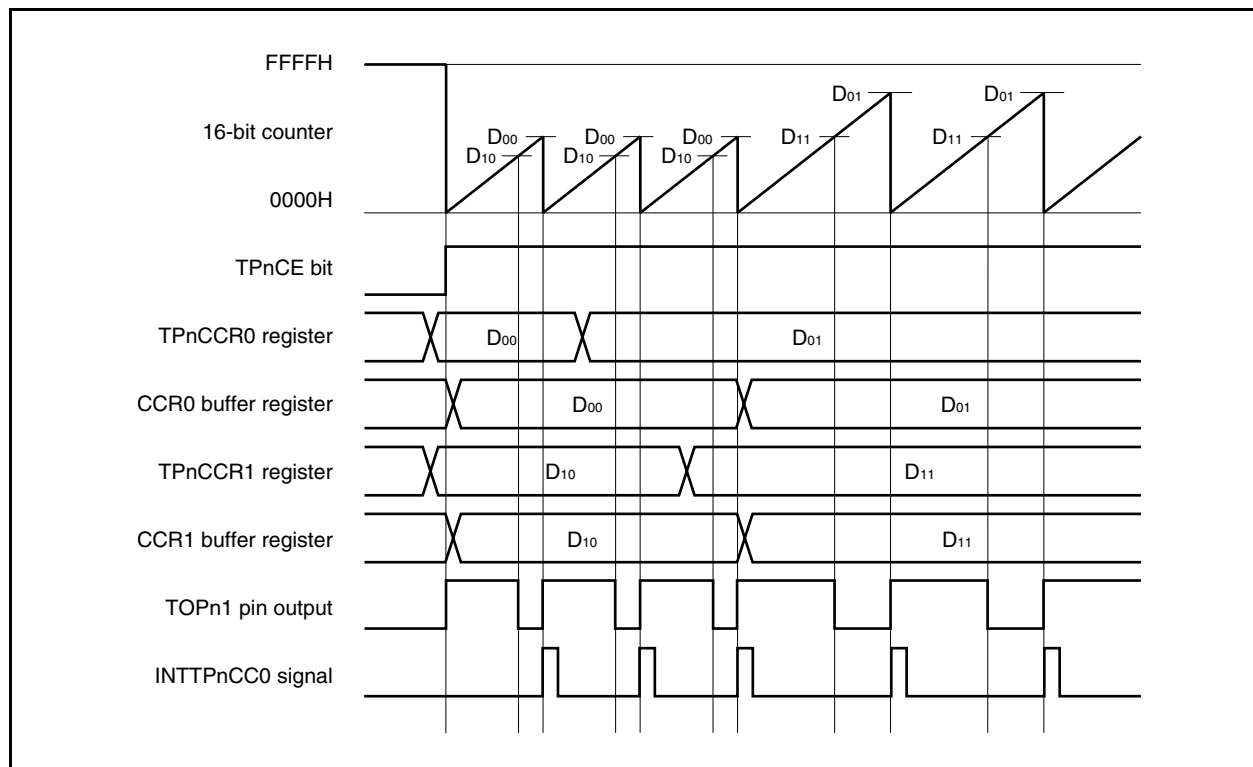 FFFFH
D01 D01
16-bit counter D00 D00 D00 D11 D11
D10 D10 D10
0000H
TPnCE bit
TPnCCR0 register D00 D01
CCR0 buffer register D00 D01
TPnCCR1 register D10 D11
CCR1 buffer register D10 D11
TOPn1 pin output
INTTPnCC0 signal